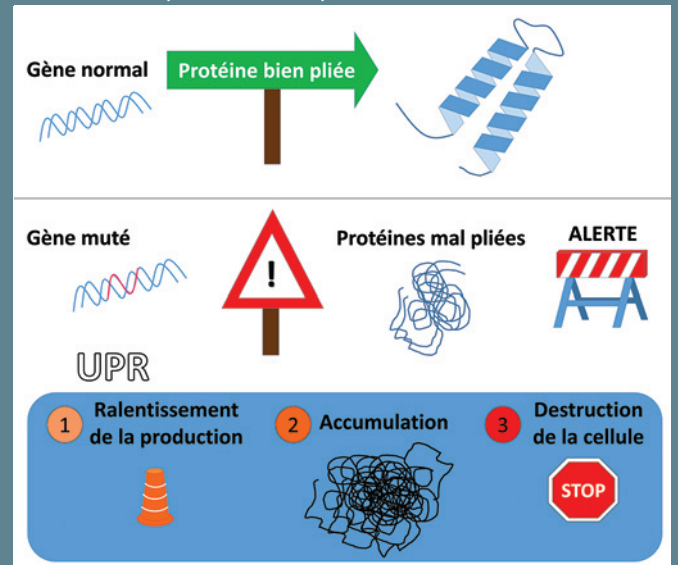 Gène normal
Protéine bien pliée
Gène muté
!
Protéines mal pliées
ALERTE
UPR
1
Ralentissement
de la production
2
Accumulation
3
Destruction
de la cellule
STOP